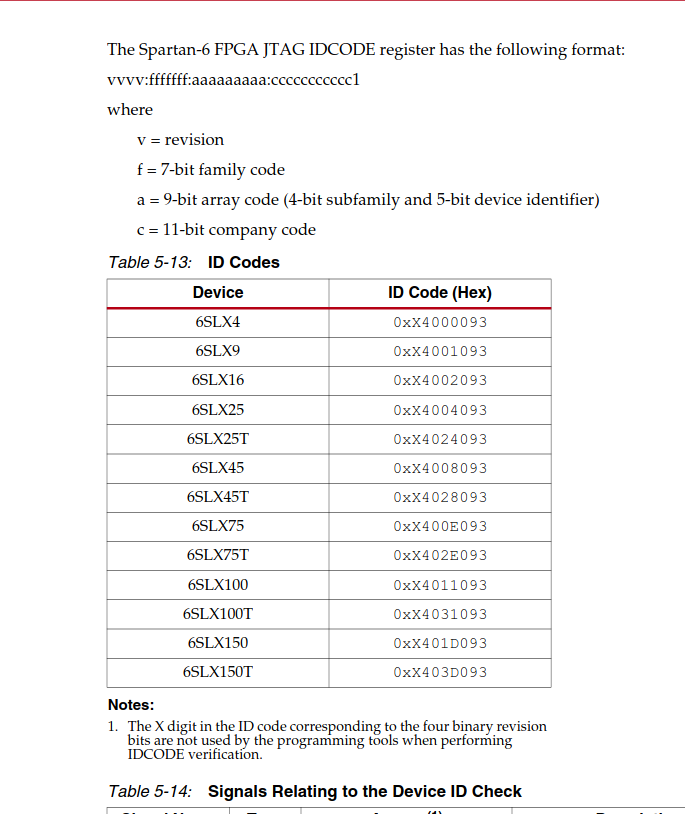 The Spartan-6 FPGA JTAG IDCODE register has the following format:
vvvv:fffffff:aaaaaaaaa:ccccccccccc1
where
v = revision
f = 7-bit family code
a = 9-bit array code (4-bit subfamily and 5-bit device identifier)
c = 11-bit company code
Table 5-13: ID Codes
Device ID Code (Hex)
6SLX4 0xX4000093
6SLX9 0xX4001093
6SLX16 0xX4002093
6SLX25 0xX4004093
6SLX25T 0xX4024093
6SLX45 0xX4008093
6SLX45T 0xX4028093
6SLX75 0xX400E093
6SLX75T 0xX402E093
6SLX100 0xX4011093
6SLX100T 0xX4031093
6SLX150 0xX401D093
6SLX150T 0xX403D093
Notes:
1. The X digit in the ID code corresponding to the four binary revision
bits are not used by the programming tools when performing
IDCODE verification.
Table 5-14: Signals Relating to the Device ID Check